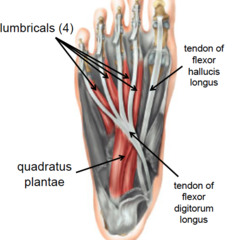 lumbricals (4)
tendon of
flexor
hallucis
longus
quadratus
plantae
tendon of
flexor
digitorum
longus